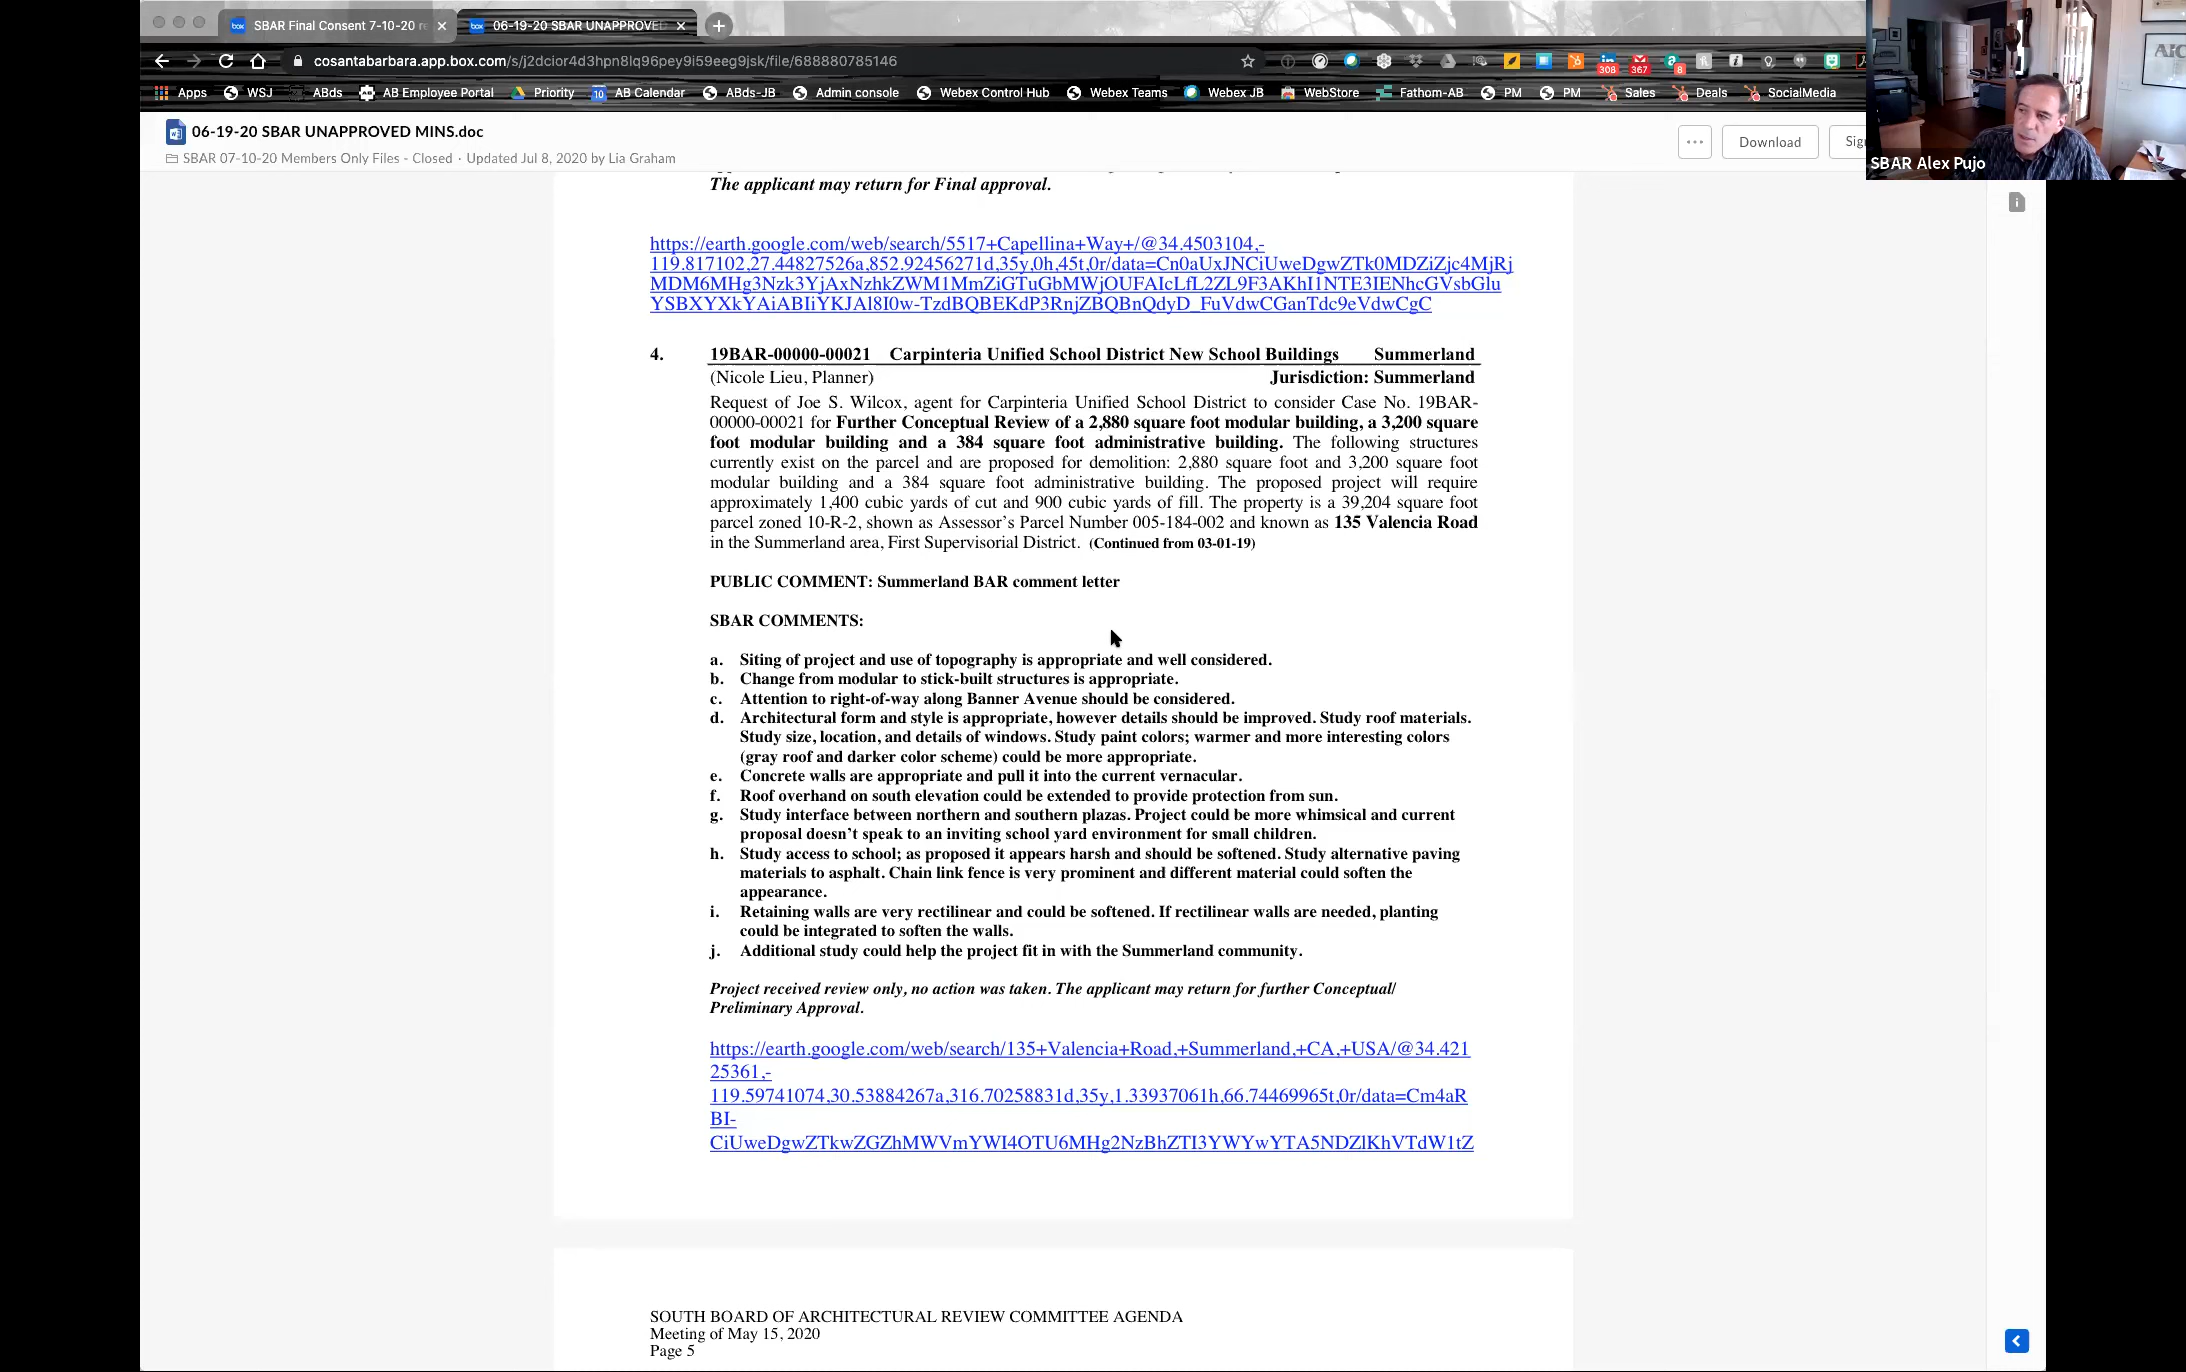 SBAR Final Consent 7-10-20 re
06-19-20 SBAR UNAPPROVED
cosantabarbara.app.box.com/s/j2dcior4d3hpn8lq96pey9i59eeg9jsk/file/688880785146
308 367 8
Apps WSJ ABds AB Employee Portal Priority 10 AB Calendar ABds-JB Admin console Webex Control Hub Webex Teams Webex JB WebStore Fathom-AB PM PM Sales Deals SocialMedia
06-19-20 SBAR UNAPPROVED MINS.doc
SBAR 07-10-20 Members Only Files - Closed · Updated Jul 8, 2020 by Lia Graham
Download
SBAR Alex Pujo
The applicant may return for Final approval.
https://earth.google.com/web/search/5517+Capellina+Way+/@34.4503104,-
119.817102,27.44827526a,852.92456271d,35y,0h,45t,0r/data=Cn0aUxJNCiUweDgwZTk0MDZiZjc4MjRj
MDM6MHg3Nzk3YjAxNzhkZWM1MmZiGTuGbMWjOUFAIcLfL2ZL9F3AKhI1NTE3IENhcGVsbGlu
YSBXYXkYAiABIiYKJAl8I0w-TzdBQBEKdP3RnjZBQBnQdyD_FuVdwCGanTdc9eVdwCgC
4. 19BAR-00000-00021 Carpinteria Unified School District New School Buildings Summerland
(Nicole Lieu, Planner) Jurisdiction: Summerland
Request of Joe S. Wilcox, agent for Carpinteria Unified School District to consider Case No. 19BAR-
00000-00021 for Further Conceptual Review of a 2,880 square foot modular building, a 3,200 square
foot modular building and a 384 square foot administrative building. The following structures
currently exist on the parcel and are proposed for demolition: 2,880 square foot and 3,200 square foot
modular building and a 384 square foot administrative building. The proposed project will require
approximately 1,400 cubic yards of cut and 900 cubic yards of fill. The property is a 39,204 square foot
parcel zoned 10-R-2, shown as Assessor's Parcel Number 005-184-002 and known as 135 Valencia Road
in the Summerland area, First Supervisorial District. (Continued from 03-01-19)
PUBLIC COMMENT: Summerland BAR comment letter
SBAR COMMENTS:
a. Siting of project and use of topography is appropriate and well considered.
b. Change from modular to stick-built structures is appropriate.
c. Attention to right-of-way along Banner Avenue should be considered.
d. Architectural form and style is appropriate, however details should be improved. Study roof materials.
Study size, location, and details of windows. Study paint colors; warmer and more interesting colors
(gray roof and darker color scheme) could be more appropriate.
e. Concrete walls are appropriate and pull it into the current vernacular.
f. Roof overhand on south elevation could be extended to provide protection from sun.
g. Study interface between northern and southern plazas. Project could be more whimsical and current
proposal doesn't speak to an inviting school yard environment for small children.
h. Study access to school; as proposed it appears harsh and should be softened. Study alternative paving
materials to asphalt. Chain link fence is very prominent and different material could soften the
appearance.
i. Retaining walls are very rectilinear and could be softened. If rectilinear walls are needed, planting
could be integrated to soften the walls.
j. Additional study could help the project fit in with the Summerland community.
Project received review only, no action was taken. The applicant may return for further Conceptual/
Preliminary Approval.
https://earth.google.com/web/search/135+Valencia+Road,+Summerland,+CA,+USA/@34.421
25361,-
119.59741074,30.53884267a,316.70258831d,35y,1.33937061h,66.74469965t,0r/data=Cm4aR
BI-
CiUweDgwZTkwZGZhMWVmYWI4OTU6MHg2NzBhZTI3YWYwYTA5NDZlKhVTdW1tZ
SOUTH BOARD OF ARCHITECTURAL REVIEW COMMITTEE AGENDA
Meeting of May 15, 2020
Page 5